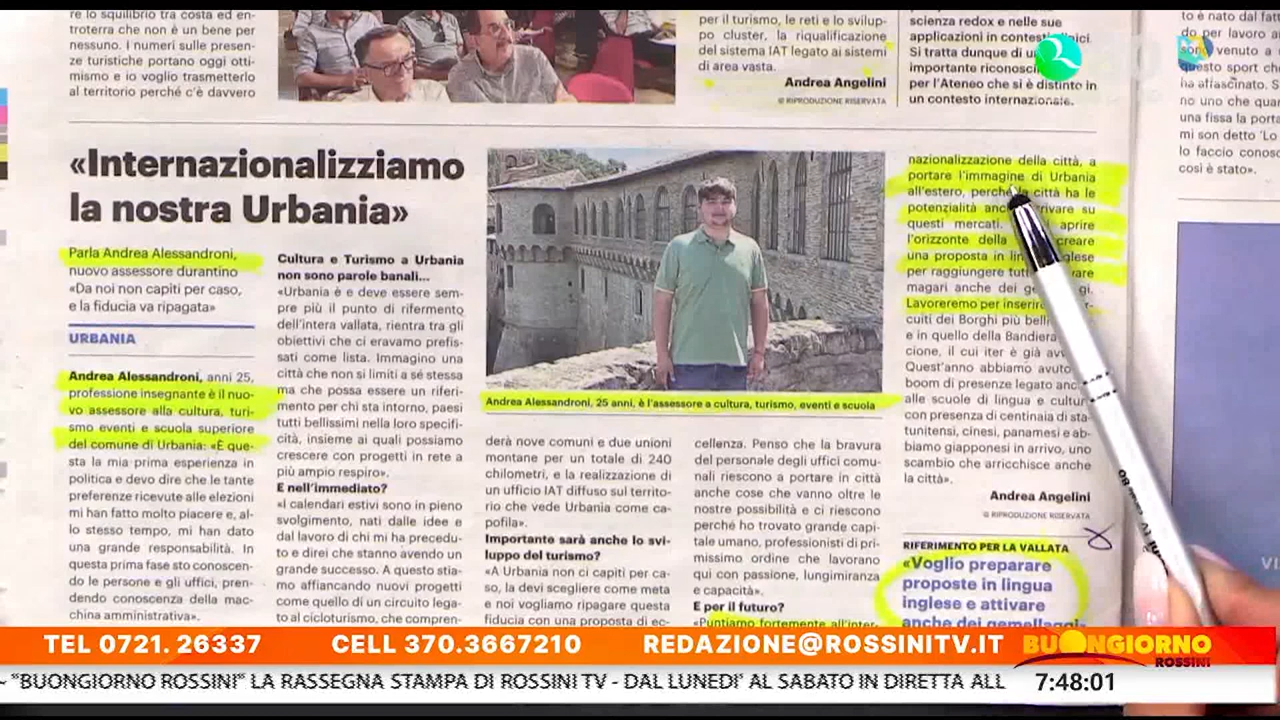 re lo squilibrio tra costa ed en-
troterra che non è un bene per
nessuno. I numeri sulle presen-
ze turistiche portano oggi otti-
mismo e io voglio trasmetterlo
al territorio perché c'è davvero
per il turismo, le reti e lo svilup-
po cluster, la riqualificazione
del sistema IAT legato ai sistemi
di area vasta.
Andrea Angelini
© RIPRODUZIONE RISERVATA
scienza redox e nelle sue
applicazioni in contesti
Si tratta dunque di
importante
per l'Ateneo che si è distinto in
un contesto internazionale.
to è nato dal
do per lavoro
sono venuto a
questo sport
ha affascinato. S
no uno che
una fissa la porta
mi son detto 'Lo
lo faccio
così è stato».
«Internazionalizziamo
la nostra Urbania»
Parla Andrea Alessandroni,
nuovo assessore durantino
«Da noi non capiti per caso,
e la fiducia va ripagata»
URBANIA
Andrea Alessandroni, anni 25,
professione insegnante è il nuo-
vo assessore alla cultura, turi-
smo eventi e scuola superiore
del comune di Urbania: «È que-
sta la mia prima esperienza in
politica e devo dire che le tante
preferenze ricevute alle elezioni
mi han fatto molto piacere e, al-
lo stesso tempo, mi han dato
una grande responsabilità. In
questa prima fase sto conoscen-
do le persone e gli uffici, pren-
dendo conoscenza della mac-
china amministrativa».
Cultura e Turismo a Urbania
non sono parole banali...
«Urbania è e deve essere sem-
pre più il punto di riferimento
dell'intera vallata, rientra tra gli
obiettivi che ci eravamo prefis-
sati come lista. Immagino una
città che non si limiti a sé stessa
ma che possa essere un riferi-
mento per chi sta intorno, paesi
tutti bellissimi nella loro specifi-
cità, insieme ai quali possiamo
crescere con progetti in rete a
più ampio respiro».
E nell'immediato?
«I calendari estivi sono in pieno
svolgimento, nati dalle idee e
dal lavoro di chi mi ha precedu-
to e direi che stanno avendo un
grande successo. A questo stia-
mo affiancando nuovi progetti
come quello di un circuito lega-
to al cicloturismo, che compren-
Andrea Alessandroni, 25 anni, è l'assessore a cultura, turismo, eventi e scuola
derà nove comuni e due unioni
montane per un totale di 240
chilometri, e la realizzazione di
un ufficio IAT diffuso sul territo-
rio che vede Urbania come ca-
pofila».
Importante sarà anche lo svi-
luppo del turismo?
«A Urbania non ci capiti per ca-
so, la devi scegliere come meta
e noi vogliamo ripagare questa
fiducia con una proposta di ec-
cellenza. Penso che la bravura
del personale degli uffici comu-
nali riescono a portare in città
anche cose che vanno oltre le
nostre possibilità e ci riescono
perché ho trovato grande capi-
tale umano, professionisti di pri-
missimo ordine che lavorano
qui con passione, lungimiranza
e capacità».
E per il futuro?
«Puntiamo fortemente all'inter-
nazionalizzazione della città, a
portare l'immagine di Urbania
all'estero, perché la città ha le
potenzialità su
questi mercati. aprire
l'orizzonte della creare
una proposta in
per raggiungere
magari anche dei
Lavoreremo per inserire
cuiti dei Borghi più
e in quello della Bandiera
cione, il cui iter è già
Quest'anno abbiamo avuto
boom di presenze legato
alle scuole di lingua e
con presenza di centinaia di sta-
tunitensi, cinesi, panamesi e ab-
biamo giapponesi in arrivo, uno
scambio che arricchisce anche
la città».
Andrea Angelini
© RIPRODUZIONE RISERVATA
RIFERIMENTO PER LA VALLATA
«Voglio preparare
proposte in lingua
inglese e attivare
anche dei gemellaggi
TEL 0721.26337 CELL 370.3667210 REDAZIONE@ROSSINITV.IT
BUONGIORNO
ROSSINI
"BUONGIORNO ROSSINI" LA RASSEGNA STAMPA DI ROSSINI TV - DAL LUNEDI' AL SABATO IN DIRETTA ALL
7:48:01